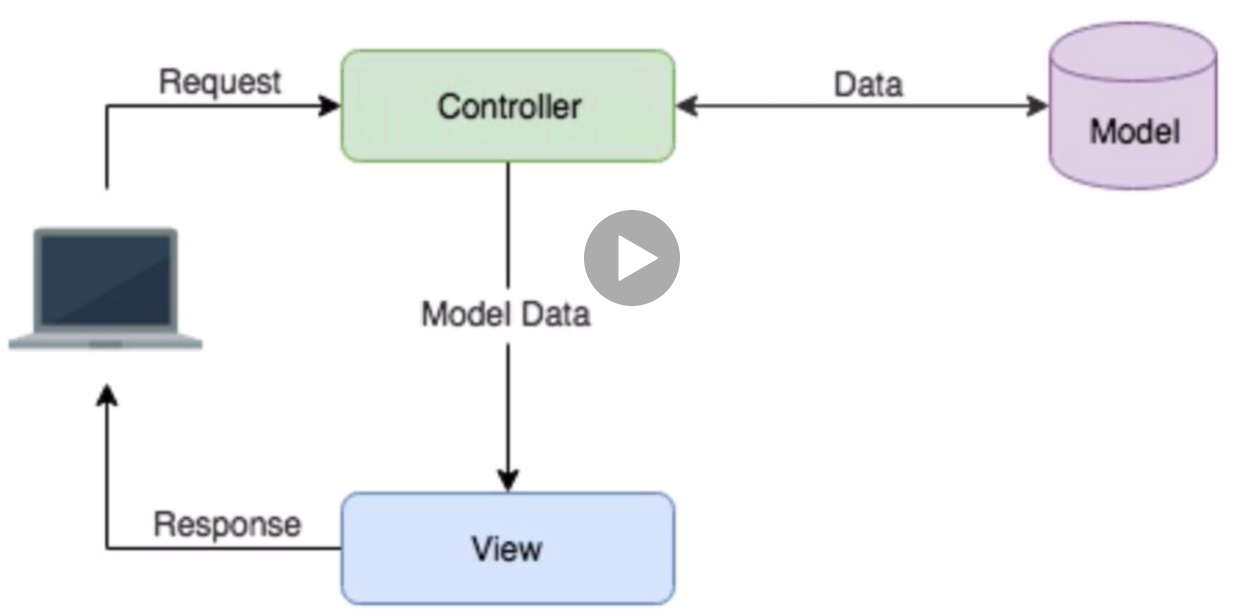 Request
Controller
Data
Model
Model Data
Response
View